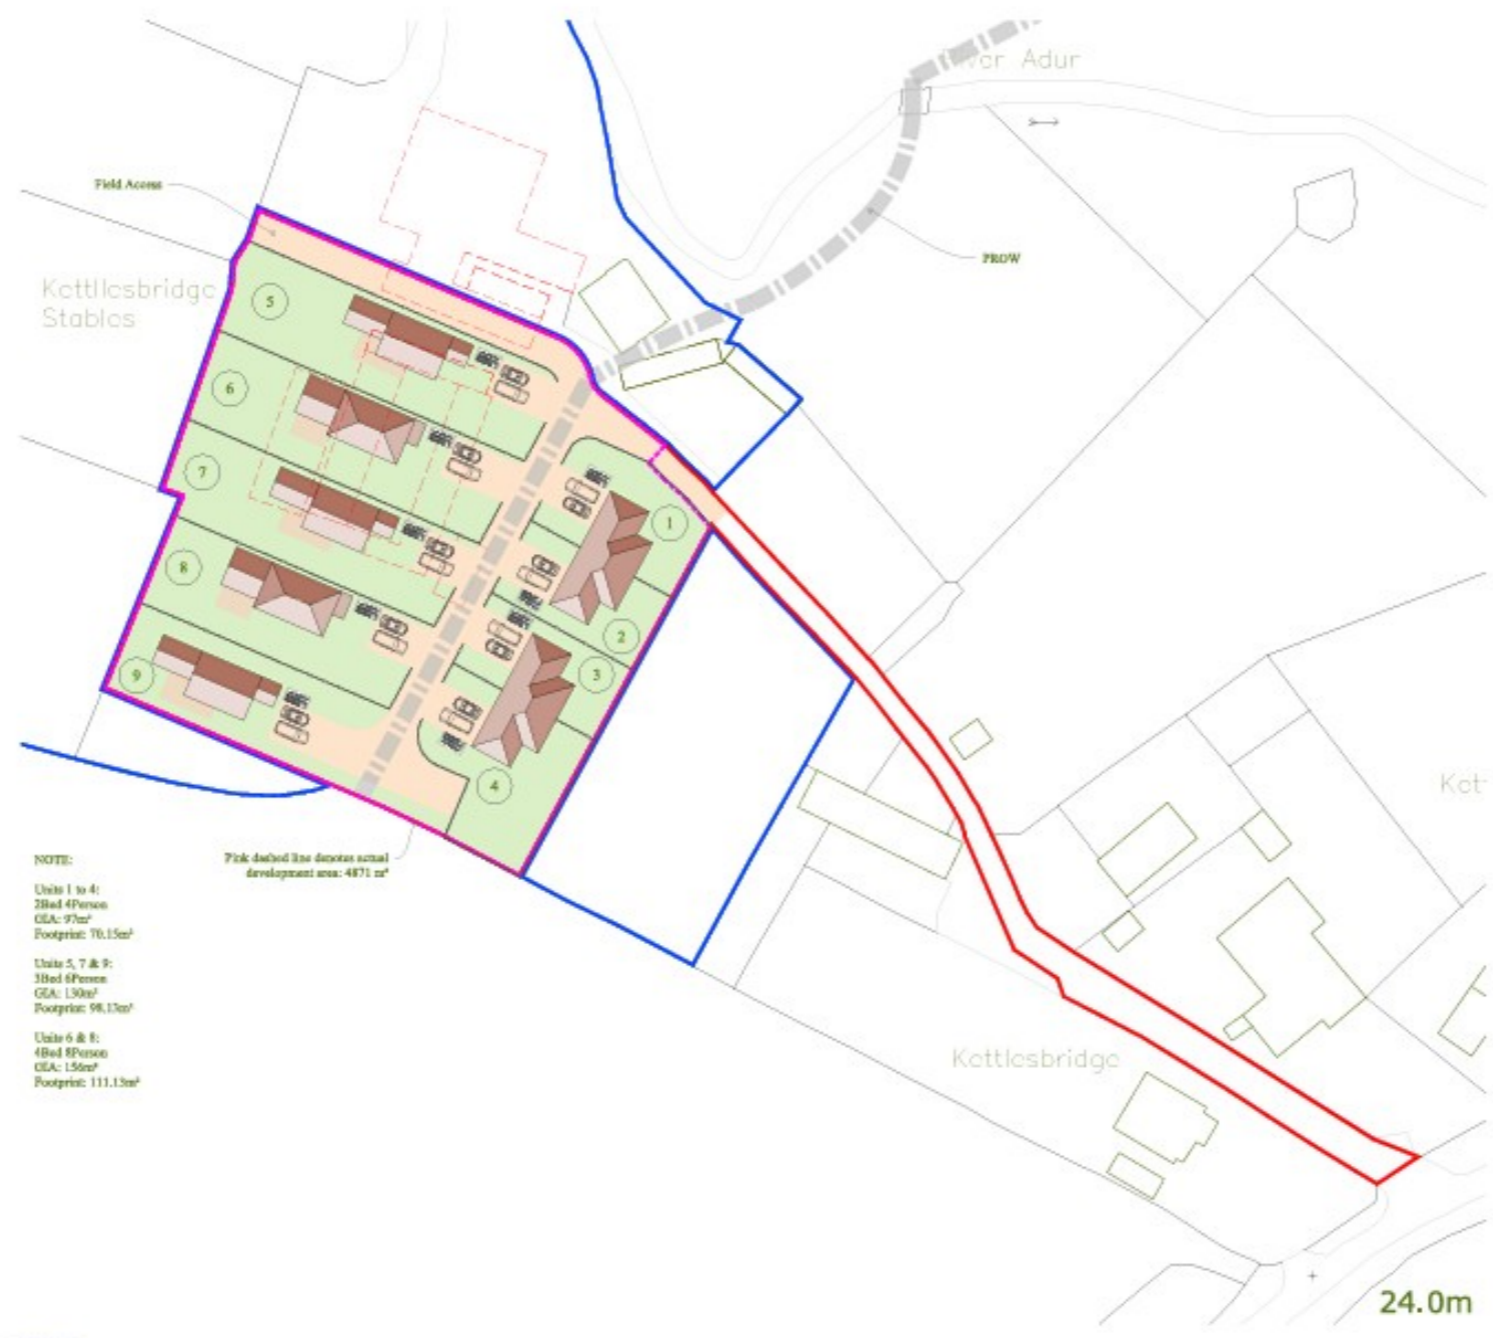 River Adur
Field Access
PROW
Kettlesbridge
Stables
5
6
7
8
9
1
2
3
4
Pink dashed line denotes actual
development area: 4871 m²
NOTE:
Units 1 to 4:
2Bed 4Person
GIA: 97m²
Footprint: 70.15m²
Units 5, 7 & 9:
3Bed 6Person
GIA: 130m²
Footprint: 98.17m²
Units 6 & 8:
4Bed 8Person
GIA: 156m²
Footprint: 111.13m²
Kett
Kettlesbridge
24.0m